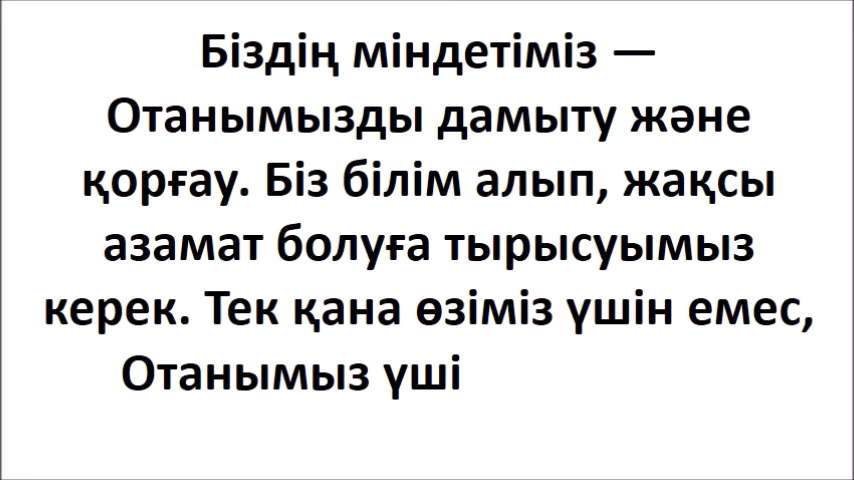 Біздің міндетіміз —
Отанымызды дамыту және
қорғау. Біз білім алып, жақсы
азамат болуға тырысуымыз
керек. Тек қана өзіміз үшін емес,
Отанымыз үші